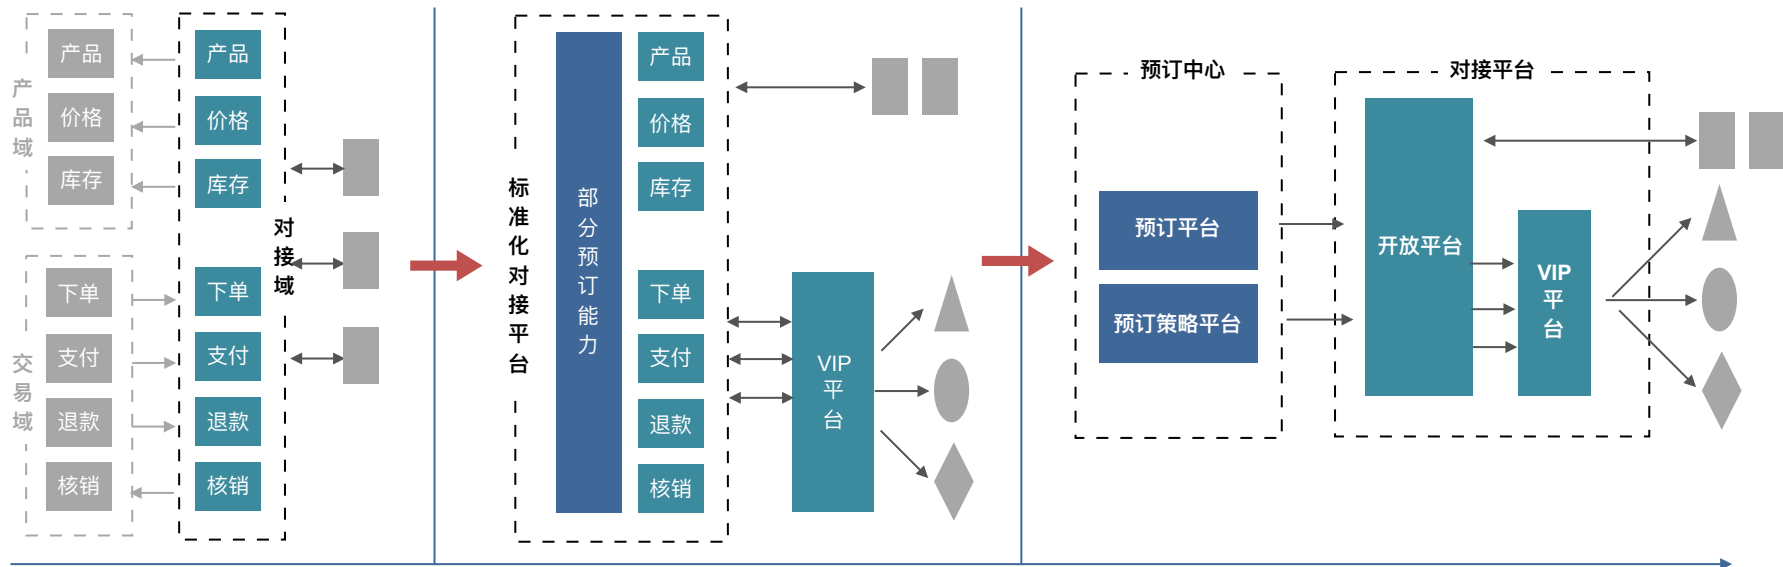 产品域
产品
价格
库存
交易域
下单
支付
退款
核销
产品
价格
库存
对接域
下单
支付
退款
核销
标准化对接平台
部分预订能力
产品
价格
库存
下单
支付
退款
核销
VIP
平
台
预订中心
预订平台
预订策略平台
对接平台
开放平台
VIP
平
台